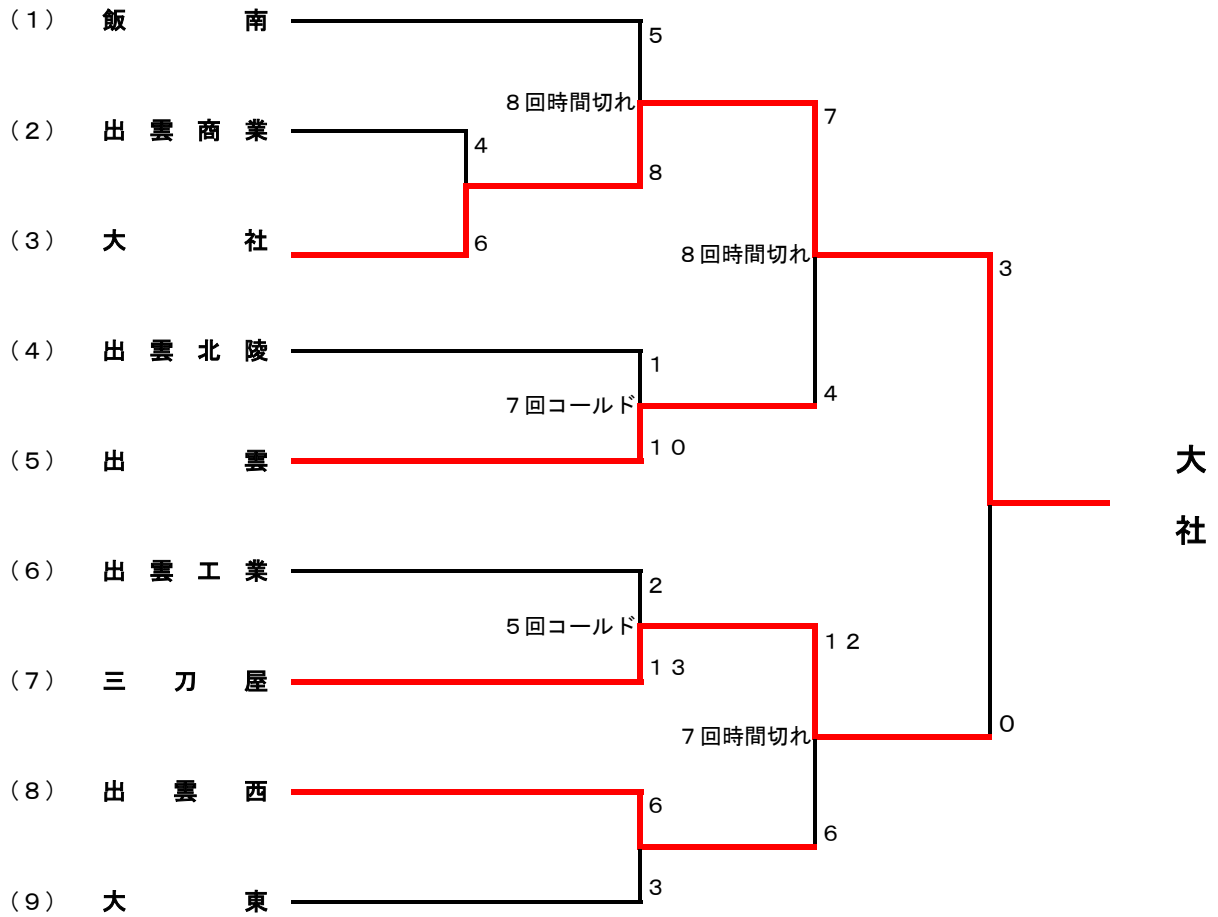 (1) 飯南
5
8回時間切れ
7
(2) 出雲商業
4
8
(3) 大社
6
8回時間切れ
3
(4) 出雲北陵
1
4
7回コールド
10
(5) 出雲
大社
(6) 出雲工業
2
5回コールド
12
13
(7) 三刀屋
0
7回時間切れ
(8) 出雲西
6
6
3
(9) 大東